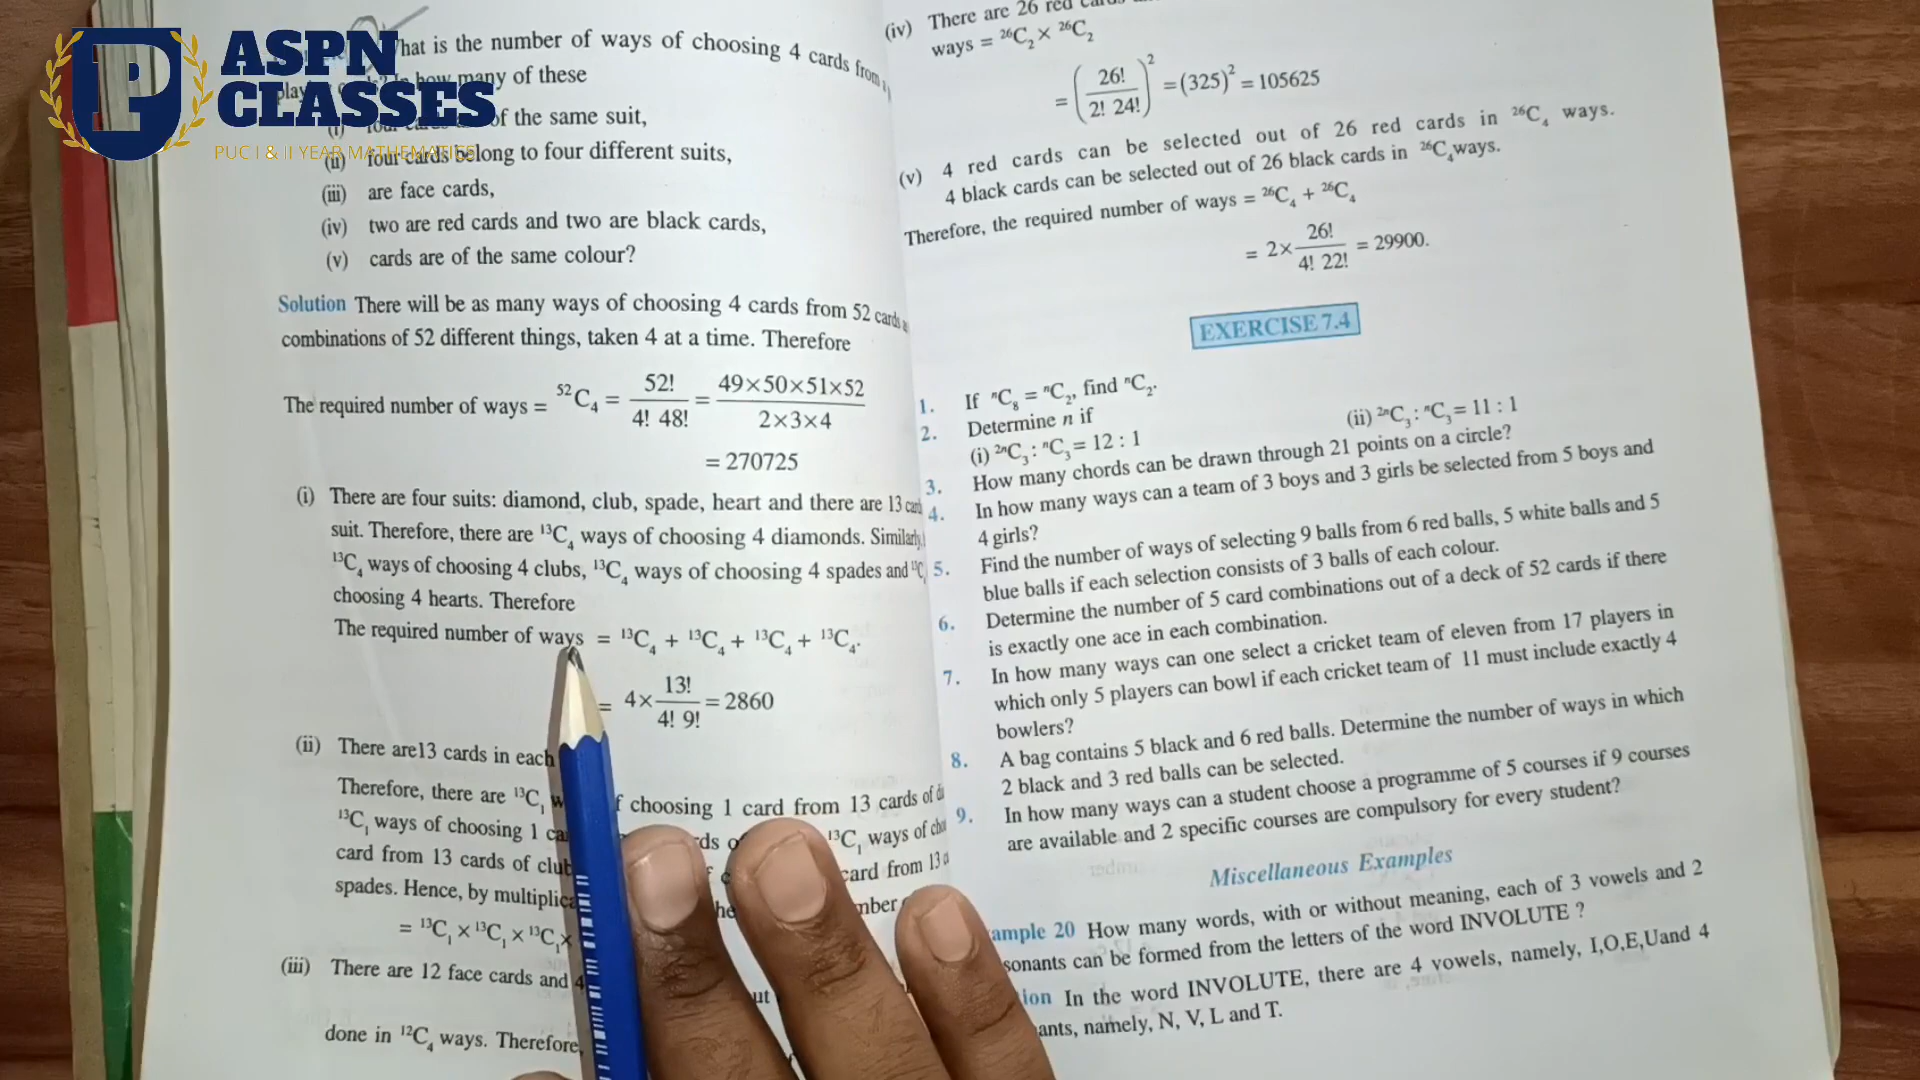 ASPN
CLASSES
PUC I & II YEAR MATHEMATICS
What is the number of ways of choosing 4 cards from
In how many of these
of the same suit,
(ii) four cards belong to four different suits,
(iii) are face cards,
(iv) two are red cards and two are black cards,
(v) cards are of the same colour?
Solution There will be as many ways of choosing 4 cards from 52 cards
combinations of 52 different things, taken 4 at a time. Therefore
The required number of ways = ⁵²C₄ = 52!/(4! 48!) = (49×50×51×52)/(2×3×4)
= 270725
(i) There are four suits: diamond, club, spade, heart and there are 13
suit. Therefore, there are ¹³C₄ ways of choosing 4 diamonds. Similarly,
¹³C₄ ways of choosing 4 clubs, ¹³C₄ ways of choosing 4 spades and
choosing 4 hearts. Therefore
The required number of ways = ¹³C₄ + ¹³C₄ + ¹³C₄ + ¹³C₄.
= 4× 13!/(4! 9!) = 2860
(ii) There are13 cards in each
Therefore, there are ¹³C₁ choosing 1 card from 13 cards of
¹³C₁ ways of choosing 1 ¹³C₁ ways of
card from 13 cards of card from 13
spades. Hence, by
= ¹³C₁ × ¹³C₁ × ¹³C₁×
(iii) There are 12 face cards and
done in ¹²C₄ ways. Therefore,
(iv) There are 26 red
ways = ²⁶C₂ × ²⁶C₂
= (26!/(2! 24!))² = (325)² = 105625
(v) 4 red cards can be selected out of 26 red cards in ²⁶C₄ ways.
4 black cards can be selected out of 26 black cards in ²⁶C₄ways.
Therefore, the required number of ways = ²⁶C₄ + ²⁶C₄
= 2× 26!/(4! 22!) = 29900.
EXERCISE 7.4
1. If ⁿC₈ = ⁿC₂, find ⁿC₂.
2. Determine n if
(i) ²ⁿC₃ : ⁿC₃ = 12 : 1 (ii) ²ⁿC₃ : ⁿC₃ = 11 : 1
3. How many chords can be drawn through 21 points on a circle?
4. In how many ways can a team of 3 boys and 3 girls be selected from 5 boys and
4 girls?
5. Find the number of ways of selecting 9 balls from 6 red balls, 5 white balls and 5
blue balls if each selection consists of 3 balls of each colour.
6. Determine the number of 5 card combinations out of a deck of 52 cards if there
is exactly one ace in each combination.
7. In how many ways can one select a cricket team of eleven from 17 players in
which only 5 players can bowl if each cricket team of 11 must include exactly 4
bowlers?
8. A bag contains 5 black and 6 red balls. Determine the number of ways in which
2 black and 3 red balls can be selected.
9. In how many ways can a student choose a programme of 5 courses if 9 courses
are available and 2 specific courses are compulsory for every student?
Miscellaneous Examples
ample 20 How many words, with or without meaning, each of 3 vowels and 2
sonants can be formed from the letters of the word INVOLUTE ?
ion In the word INVOLUTE, there are 4 vowels, namely, I,O,E,Uand 4
ants, namely, N, V, L and T.